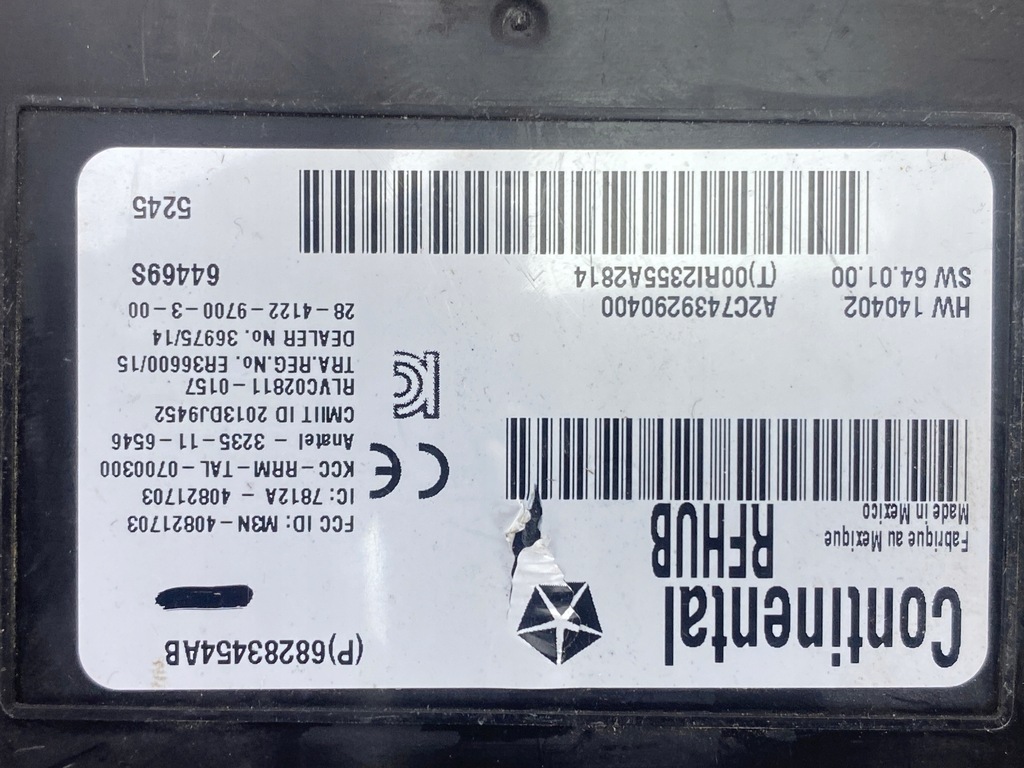 Continental
(P)68283454AB
RFHUB
Fabrique au Mexique
Made in Mexico
FCC ID: M3N-40821703
IC: 7812A - 40821703
KCC-RRM-TAL-0700300
Anatel - 3235-11-6546
CMIIT ID 2013DJ9452
RLVC02811-0157
TRA.REG.No. ER36600/15
DEALER No. 36975/14
28-4122-9700-3-00
CE
HW 140402
SW 64.01.00
A2C7439290400
(T)00RI2355A2814
64469S
5245